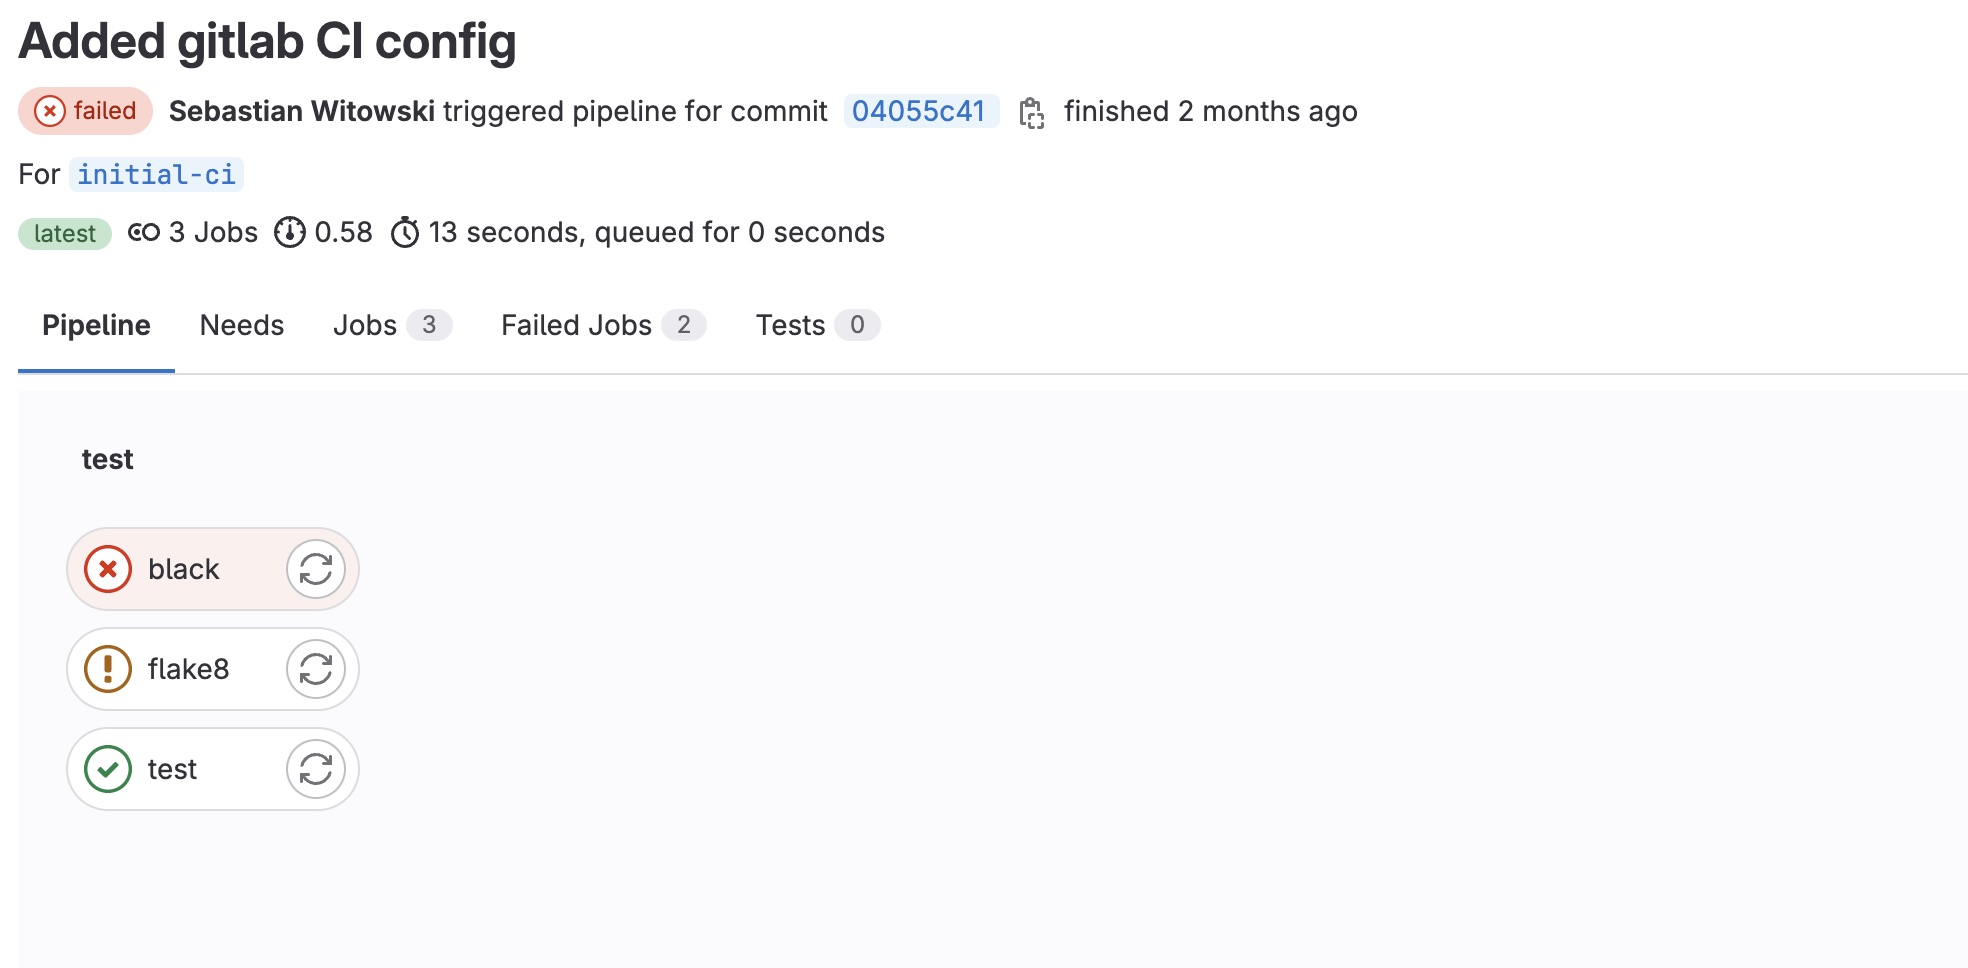 Added gitlab CI config
failed Sebastian Witowski triggered pipeline for commit 04055c41 finished 2 months ago
For initial-ci
latest 3 Jobs 0.58 13 seconds, queued for 0 seconds
Pipeline Needs Jobs 3 Failed Jobs 2 Tests 0
test
black
flake8
test